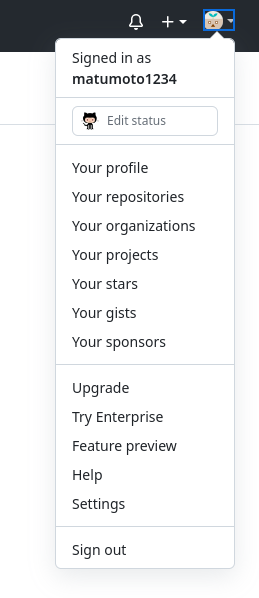 Signed in as
matumoto1234
Edit status
Your profile
Your repositories
Your organizations
Your projects
Your stars
Your gists
Your sponsors
Upgrade
Try Enterprise
Feature preview
Help
Settings
Sign out